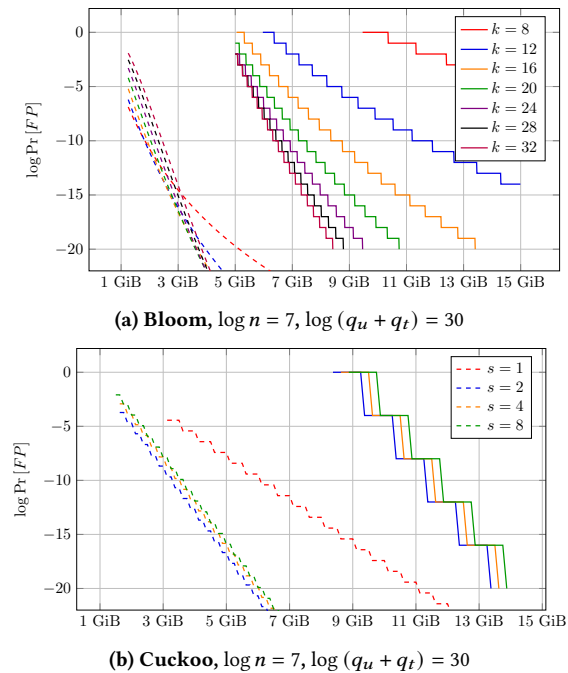 0
−5
−10
−15
−20
log Pr [FP]
k = 8
k = 12
k = 16
k = 20
k = 24
k = 28
k = 32
1 GiB 3 GiB 5 GiB 7 GiB 9 GiB 11 GiB 13 GiB 15 GiB
(a) Bloom, log n = 7, log (q_u + q_t) = 30
0
−5
−10
−15
−20
log Pr [FP]
s = 1
s = 2
s = 4
s = 8
1 GiB 3 GiB 5 GiB 7 GiB 9 GiB 11 GiB 13 GiB 15 GiB
(b) Cuckoo, log n = 7, log (q_u + q_t) = 30